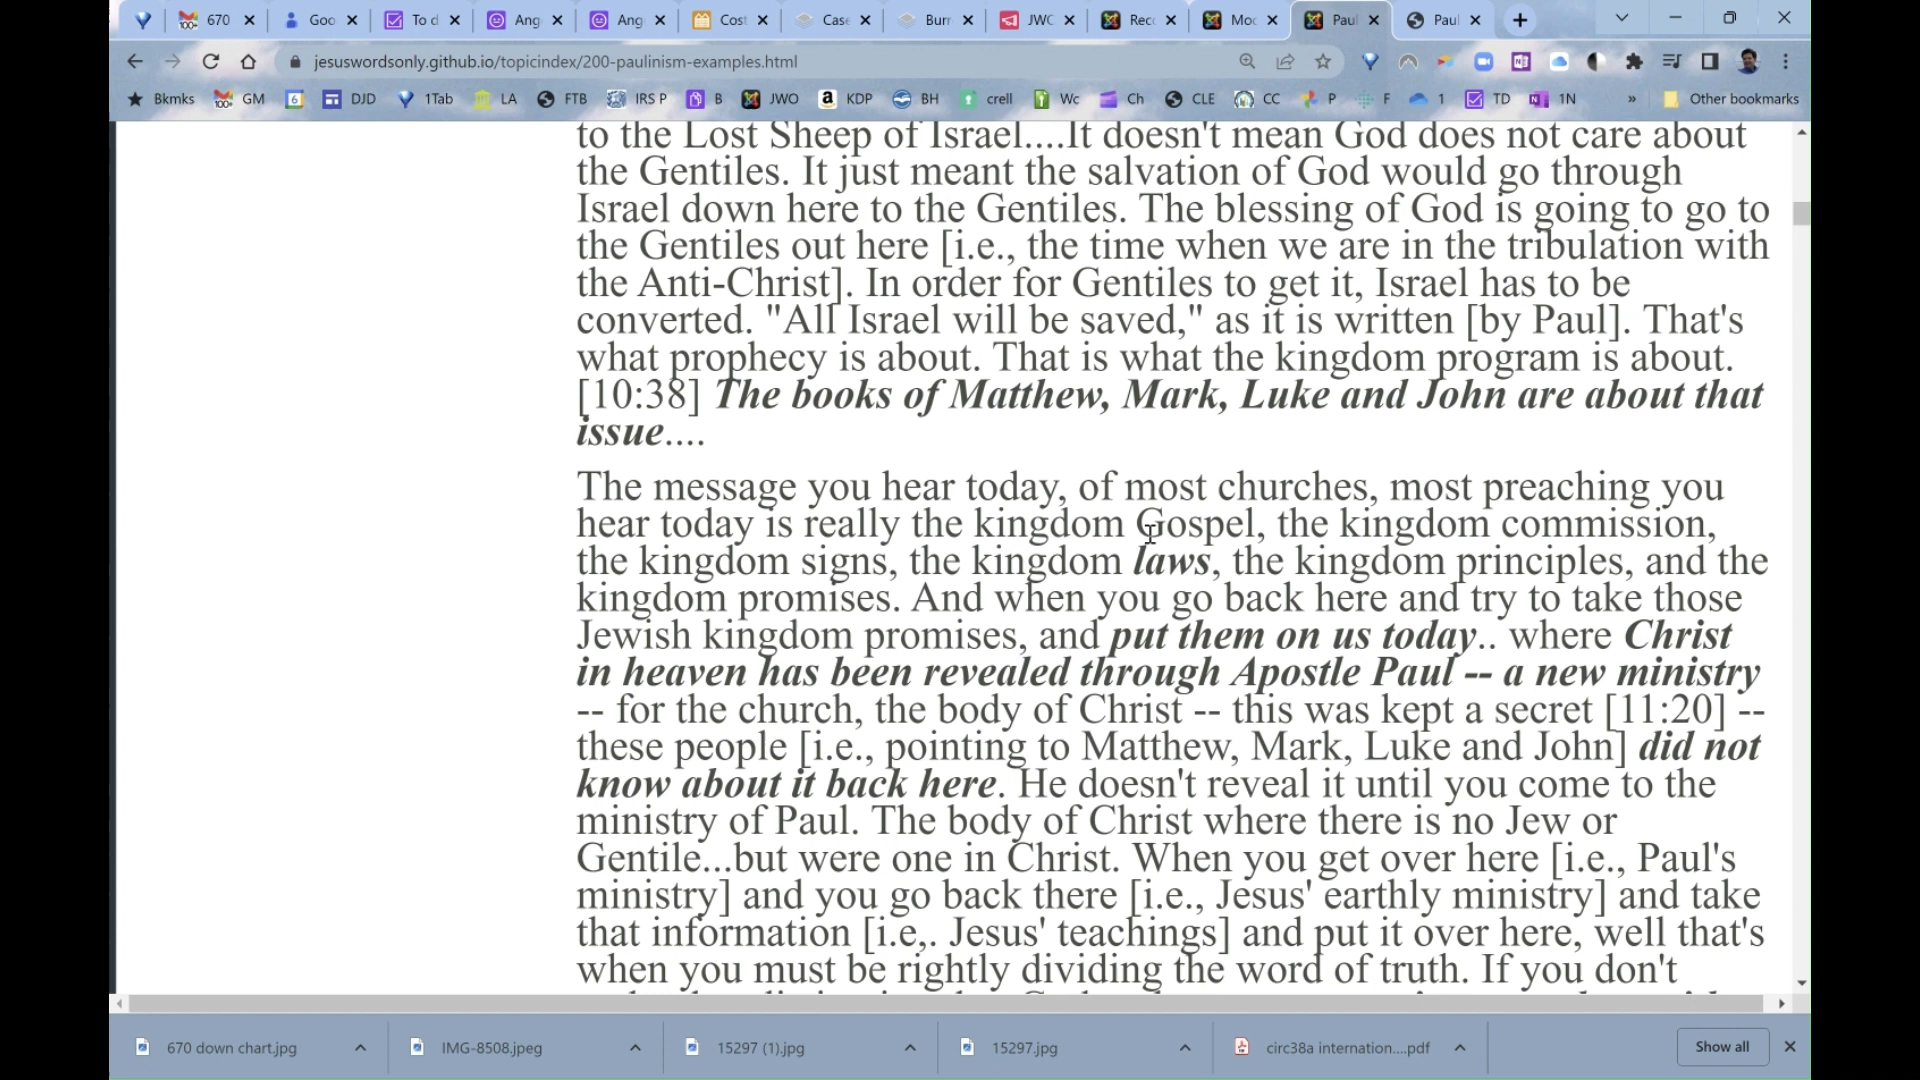 670
Goo
To d
Ang
Ang
Cost
Case
Burr
JWC
Rec
Moc
Paul
Paul
jesuswordsonly.github.io/topicindex/200-paulinism-examples.html
Bkmks
GM
DJD
1Tab
LA
FTB
IRS P
B
JWO
KDP
BH
crell
Wc
Ch
CLE
CC
P
F
1
TD
1N
»
Other bookmarks
to the Lost Sheep of Israel....It doesn't mean God does not care about
the Gentiles. It just meant the salvation of God would go through
Israel down here to the Gentiles. The blessing of God is going to go to
the Gentiles out here [i.e., the time when we are in the tribulation with
the Anti-Christ]. In order for Gentiles to get it, Israel has to be
converted. "All Israel will be saved," as it is written [by Paul]. That's
what prophecy is about. That is what the kingdom program is about.
[10:38] The books of Matthew, Mark, Luke and John are about that
issue....
The message you hear today, of most churches, most preaching you
hear today is really the kingdom Gospel, the kingdom commission,
the kingdom signs, the kingdom laws, the kingdom principles, and the
kingdom promises. And when you go back here and try to take those
Jewish kingdom promises, and put them on us today.. where Christ
in heaven has been revealed through Apostle Paul -- a new ministry
-- for the church, the body of Christ -- this was kept a secret [11:20] --
these people [i.e., pointing to Matthew, Mark, Luke and John] did not
know about it back here. He doesn't reveal it until you come to the
ministry of Paul. The body of Christ where there is no Jew or
Gentile...but were one in Christ. When you get over here [i.e., Paul's
ministry] and you go back there [i.e., Jesus' earthly ministry] and take
that information [i.e,. Jesus' teachings] and put it over here, well that's
when you must be rightly dividing the word of truth. If you don't
670 down chart.jpg
IMG-8508.jpeg
15297 (1).jpg
15297.jpg
circ38a internation....pdf
Show all